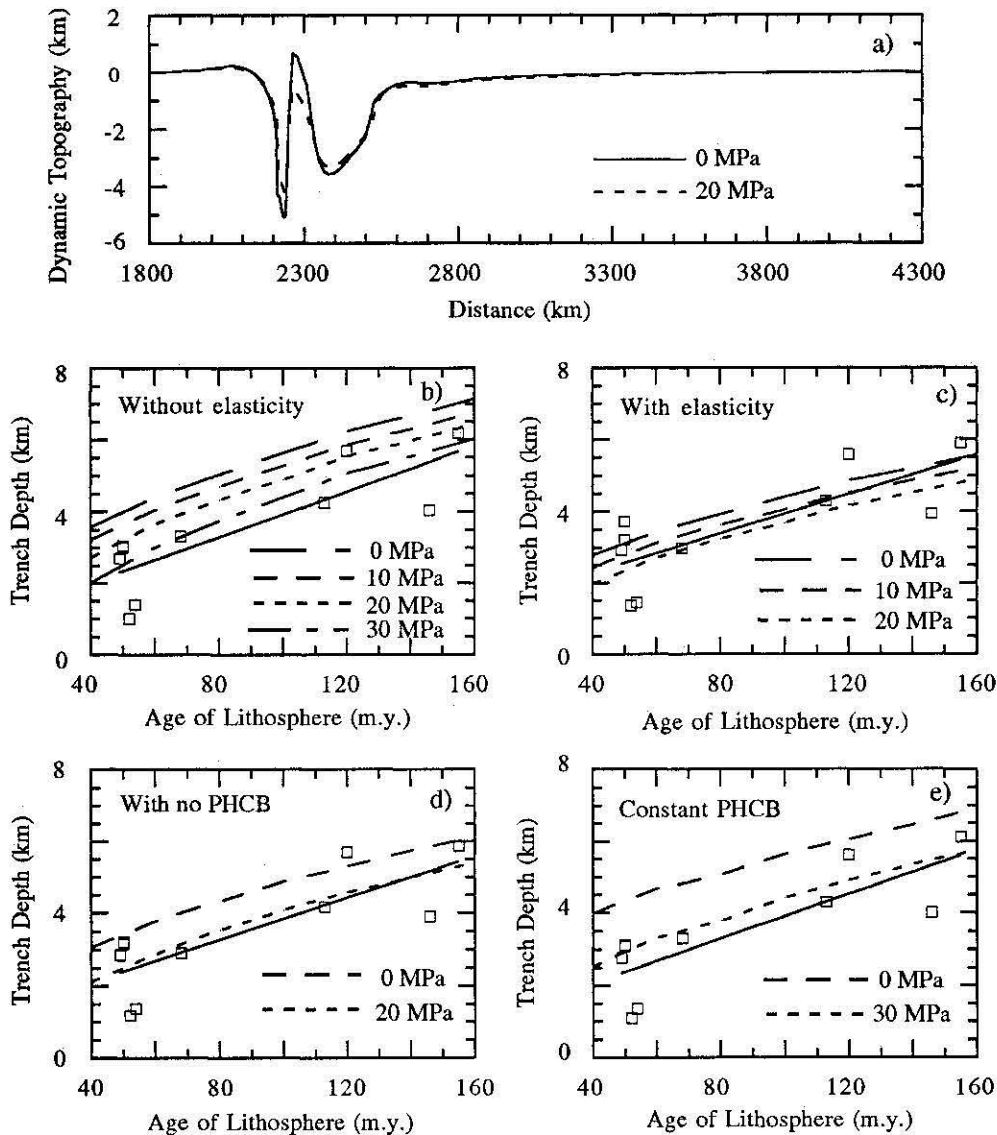 Dynamic Topography (km)
2
0
-2
-4
-6
a)
0 MPa
20 MPa
1800 2300 2800 3300 3800 4300
Distance (km)
Trench Depth (km)
8
4
0
b)
Without elasticity
0 MPa
10 MPa
20 MPa
30 MPa
40 80 120 160
Age of Lithosphere (m.y.)
Trench Depth (km)
8
4
0
c)
With elasticity
0 MPa
10 MPa
20 MPa
40 80 120 160
Age of Lithosphere (m.y.)
Trench Depth (km)
8
4
0
d)
With no PHCB
0 MPa
20 MPa
40 80 120 160
Age of Lithosphere (m.y.)
Trench Depth (km)
8
4
0
e)
Constant PHCB
0 MPa
30 MPa
40 80 120 160
Age of Lithosphere (m.y.)